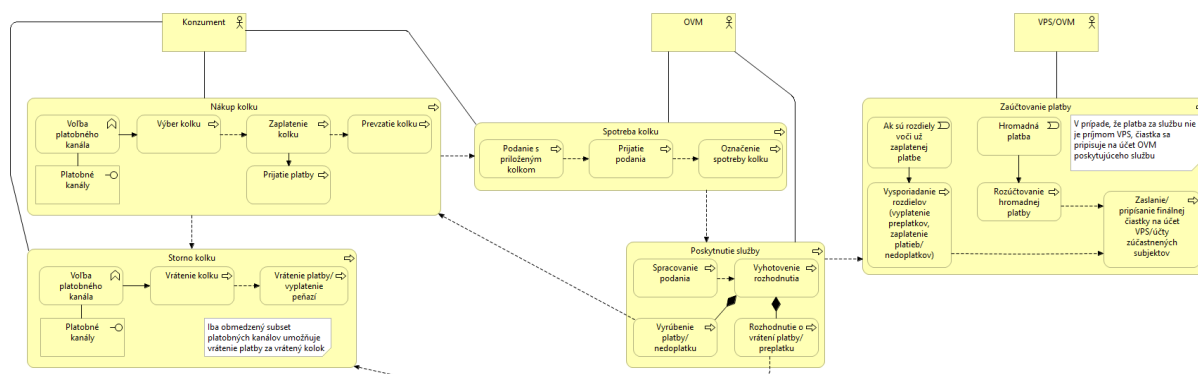 Konzument
OVM
VPS/OVM
Nákup kolku
Voľba
platobného
kanála
Výber kolku
Zaplatenie
kolku
Prevzatie kolku
Platobné
kanály
Prijatie platby
Spotreba kolku
Podanie s
priloženým
kolkom
Prijatie
podania
Označenie
spotreby kolku
Zaúčtovanie platby
Ak sú rozdiely
voči už
zaplatenej
platbe
Hromadná
platba
V prípade, že platba za službu nie
je príjmom VPS, čiastka sa
pripisuje na účet OVM
poskytujúceho službu
Vysporiadanie
rozdielov
(vyplatenie
preplatkov,
zaplatenie
platieb/
nedoplatkov)
Rozúčtovanie
hromadnej
platby
Zaslanie/
pripísanie finálnej
čiastky na účet
VPS/účty
zúčastnených
subjektov
Storno kolku
Voľba
platobného
kanála
Vrátenie kolku
Vrátenie platby/
vyplatenie
peňazí
Platobné
kanály
Iba obmedzený subset
platobných kanálov umožňuje
vrátenie platby za vrátený kolok
Poskytnutie služby
Spracovanie
podania
Vyhotovenie
rozhodnutia
Vyrúbenie
platby/
nedoplatku
Rozhodnutie o
vrátení platby/
preplatku